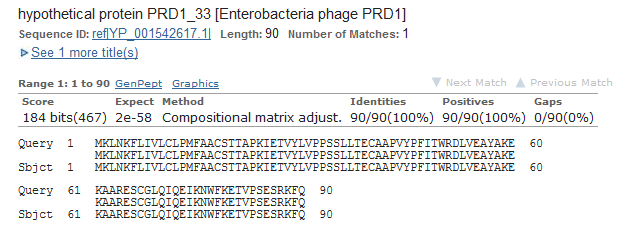 hypothetical protein PRD1_33 [Enterobacteria phage PRD1]
Sequence ID: ref|YP_001542617.1| Length: 90 Number of Matches: 1
See 1 more title(s)
Range 1: 1 to 90 GenPept Graphics Next Match Previous Match
Score Expect Method Identities Positives Gaps
184 bits(467) 2e-58 Compositional matrix adjust. 90/90(100%) 90/90(100%) 0/90(0%)
Query 1 MKLNKFLIVLCLPMFAACSTTAPKIETVYLVPPSSLLTECAAPVYPFITWRDLVEAYAKE 60
MKLNKFLIVLCLPMFAACSTTAPKIETVYLVPPSSLLTECAAPVYPFITWRDLVEAYAKE
Sbjct 1 MKLNKFLIVLCLPMFAACSTTAPKIETVYLVPPSSLLTECAAPVYPFITWRDLVEAYAKE 60
Query 61 KAARESCGLQIQEIKNWFKETVPSESRKFQ 90
KAARESCGLQIQEIKNWFKETVPSESRKFQ
Sbjct 61 KAARESCGLQIQEIKNWFKETVPSESRKFQ 90